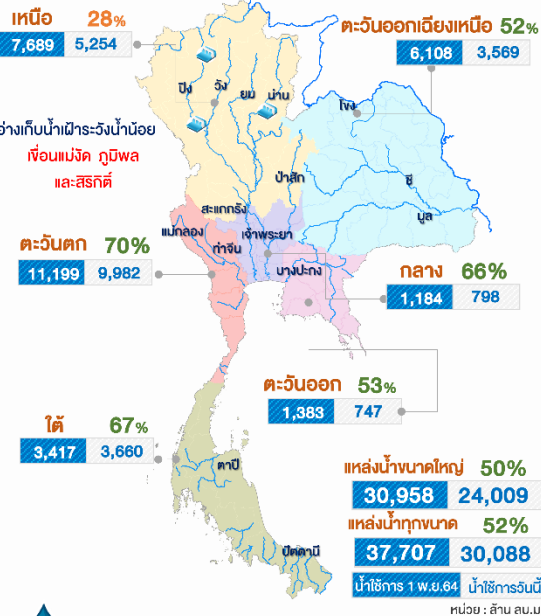 เหนือ 28%
7,689 5,254
ตะวันออกเฉียงเหนือ 52%
6,108 3,569
ปิง
วัง
ยม
น่าน
โขง
อ่างเก็บน้ำเฝ้าระวังน้ำน้อย
เขื่อนแม่งัด ภูมิพล
และสิริกิติ์
ป่าสัก
ชี
มูล
สะแกกรัง
แม่กลอง
เจ้าพระยา
ท่าจีน
บางปะกง
ตะวันตก 70%
11,199 9,982
กลาง 66%
1,184 798
ตะวันออก 53%
1,383 747
ใต้ 67%
3,417 3,660
ตาปี
ปัตตานี
แหล่งน้ำขนาดใหญ่ 50%
30,958 24,009
แหล่งน้ำทุกขนาด 52%
37,707 30,088
น้ำใช้การ 1 พ.ย.64 น้ำใช้การวันนี้
หน่วย : ล้าน ลบ.ม